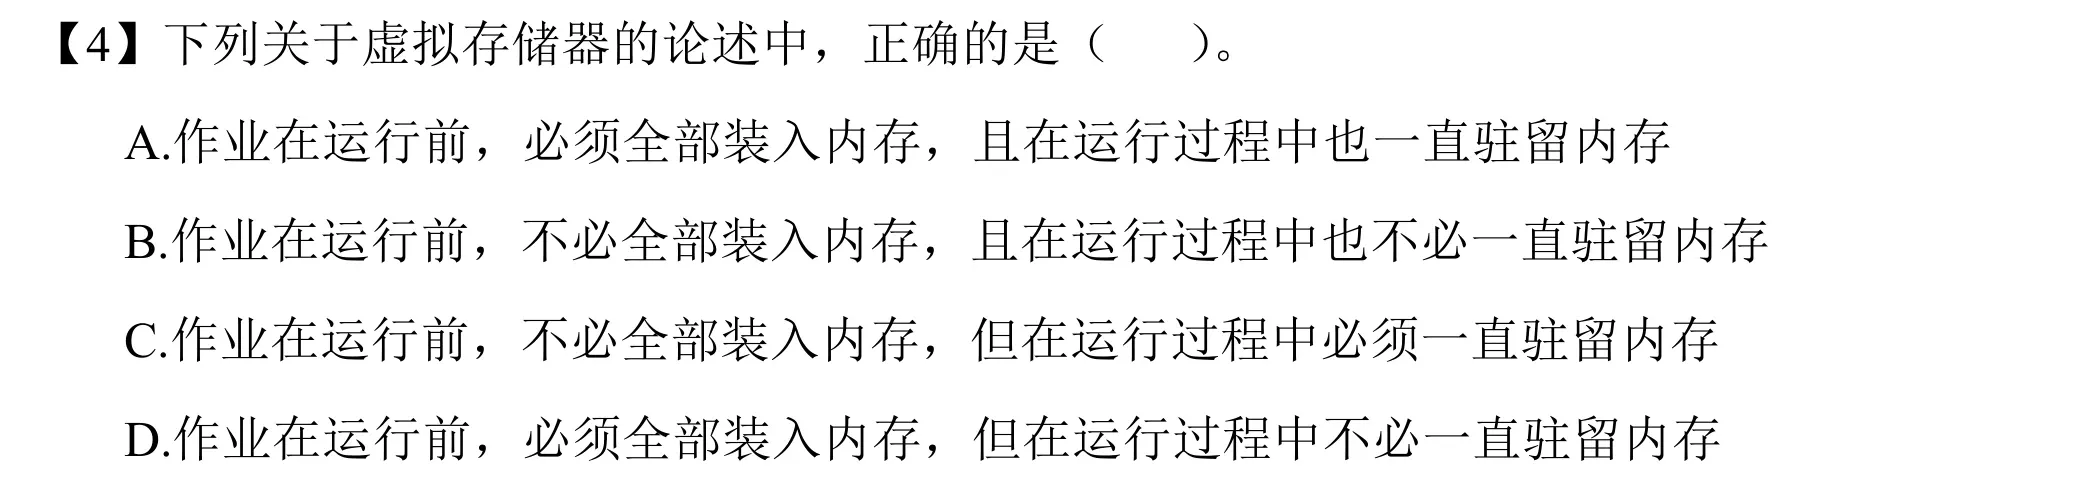 【4】下列关于虚拟存储器的论述中，正确的是（　　）。
A.作业在运行前，必须全部装入内存，且在运行过程中也一直驻留内存
B.作业在运行前，不必全部装入内存，且在运行过程中也不必一直驻留内存
C.作业在运行前，不必全部装入内存，但在运行过程中必须一直驻留内存
D.作业在运行前，必须全部装入内存，但在运行过程中不必一直驻留内存